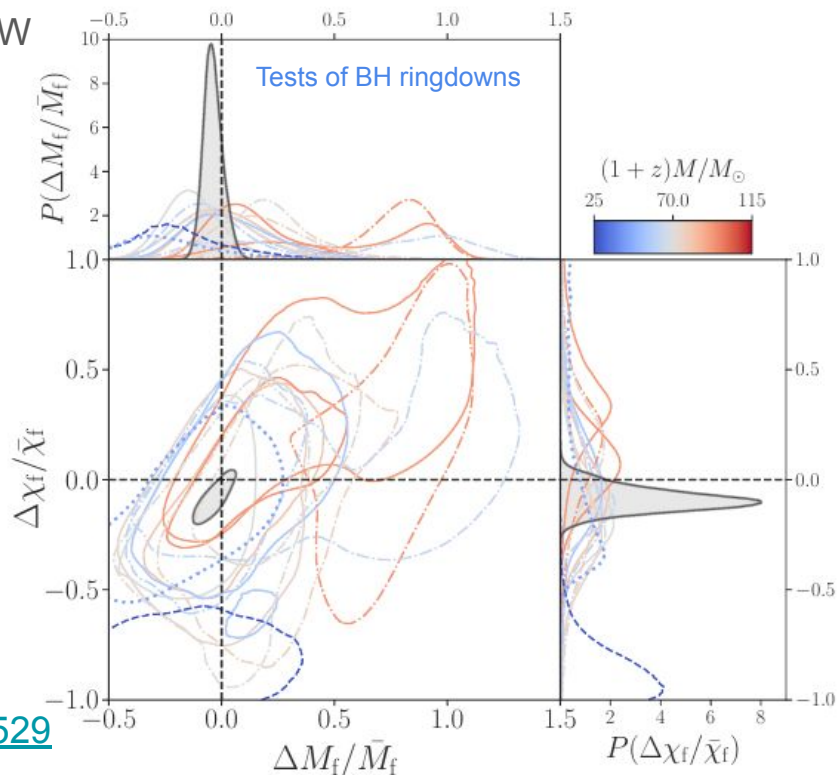 w
−0.5 0.0 0.5 1.0 1.5
Tests of BH ringdowns
P(ΔM_f/M̄_f)
10
8
6
4
2
(1 + z)M/M_⊙
25 70.0 115
1.0 1.0
0.5 0.5
0.0 0.0
−0.5 −0.5
−1.0 −1.0
Δχ_f/χ̄_f
−0.5 0.0 0.5 1.0 1.5
2 4 6 8
ΔM_f/M̄_f
P(Δχ_f/χ̄_f)
529